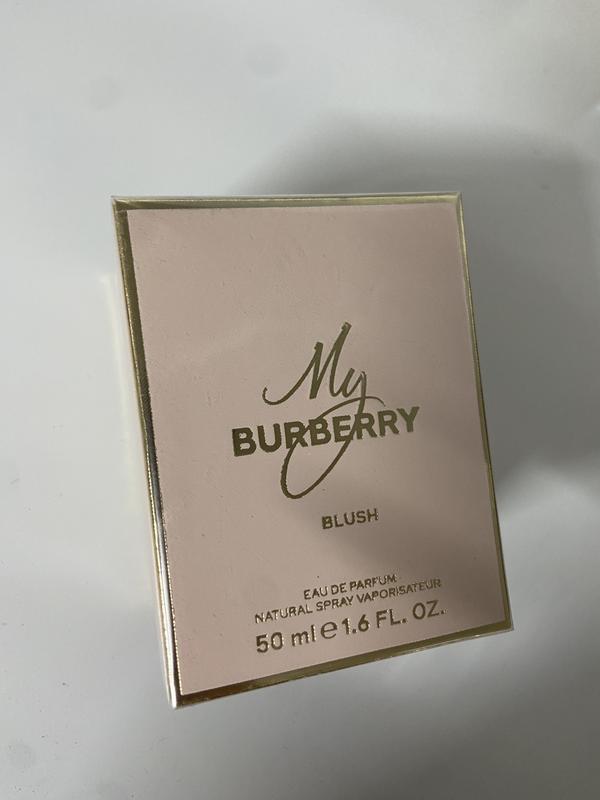 My
BURBERRY
BLUSH
EAU DE PARFUM
NATURAL SPRAY VAPORISATEUR
50 ml e 1.6 FL. OZ.